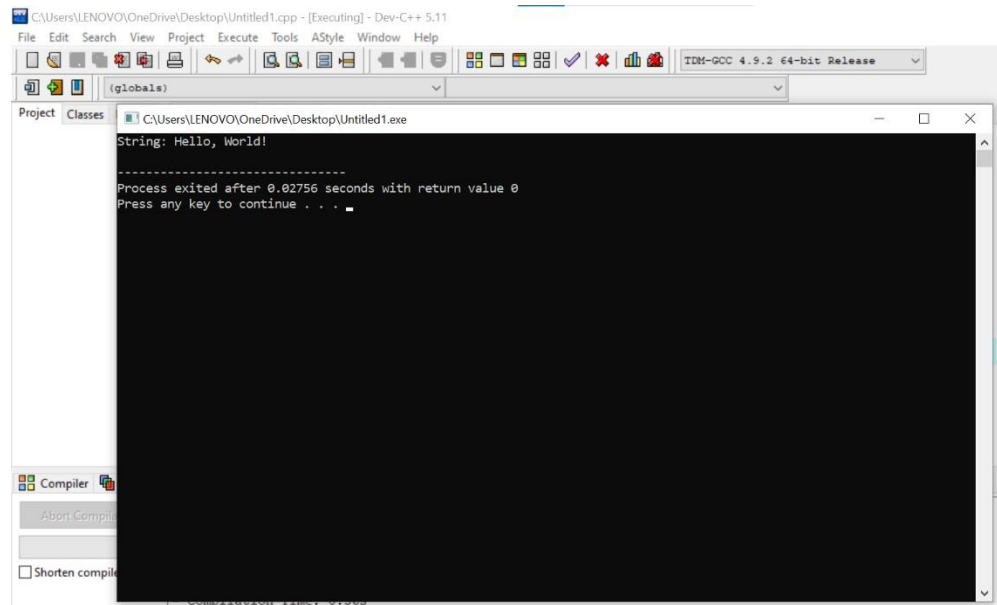 C:\Users\LENOVO\OneDrive\Desktop\Untitled1.cpp - [Executing] - Dev-C++ 5.11
File Edit Search View Project Execute Tools AStyle Window Help
TDM-GCC 4.9.2 64-bit Release
(globals)
Project Classes
C:\Users\LENOVO\OneDrive\Desktop\Untitled1.exe
String: Hello, World!
--------------------------------
Process exited after 0.02756 seconds with return value 0
Press any key to continue . . .
Compiler
Abort Compila
Shorten compile